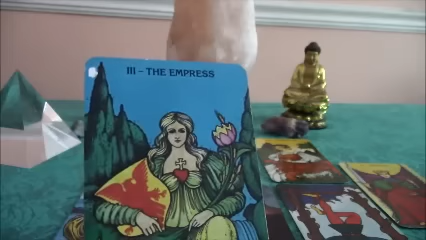 III – THE EMPRESS